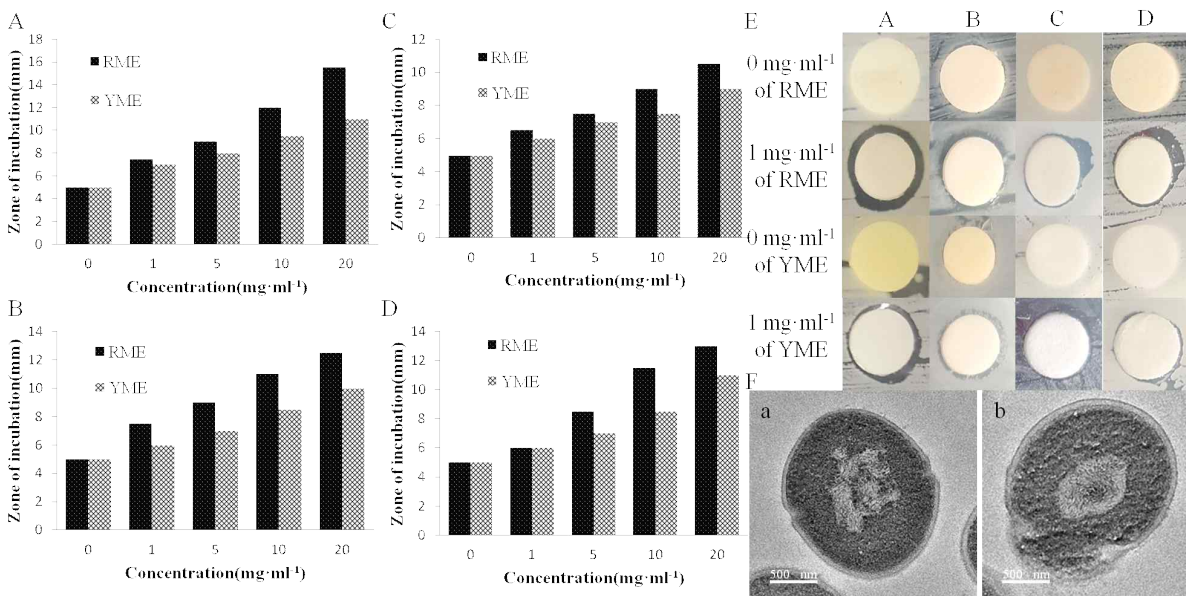 A
Zone of incubation(mm)
18
16
14
12
10
8
6
4
2
0
RME
YME
0 1 5 10 20
Concentration(mg·ml-1)
C
Zone of incubation(mm)
12
10
8
6
4
2
0
RME
YME
0 1 5 10 20
Concentration(mg·ml-1)
B
Zone of incubation(mm)
14
12
10
8
6
4
2
0
RME
YME
0 1 5 10 20
Concentration(mg·ml-1)
D
Zone of incubation(mm)
14
12
10
8
6
4
2
0
RME
YME
0 1 5 10 20
Concentration(mg·ml-1)
E
A B C D
0 mg·ml-1
of RME
1 mg·ml-1
of RME
0 mg·ml-1
of YME
1 mg·ml-1
of YME
F
a
500 nm
b
500 nm